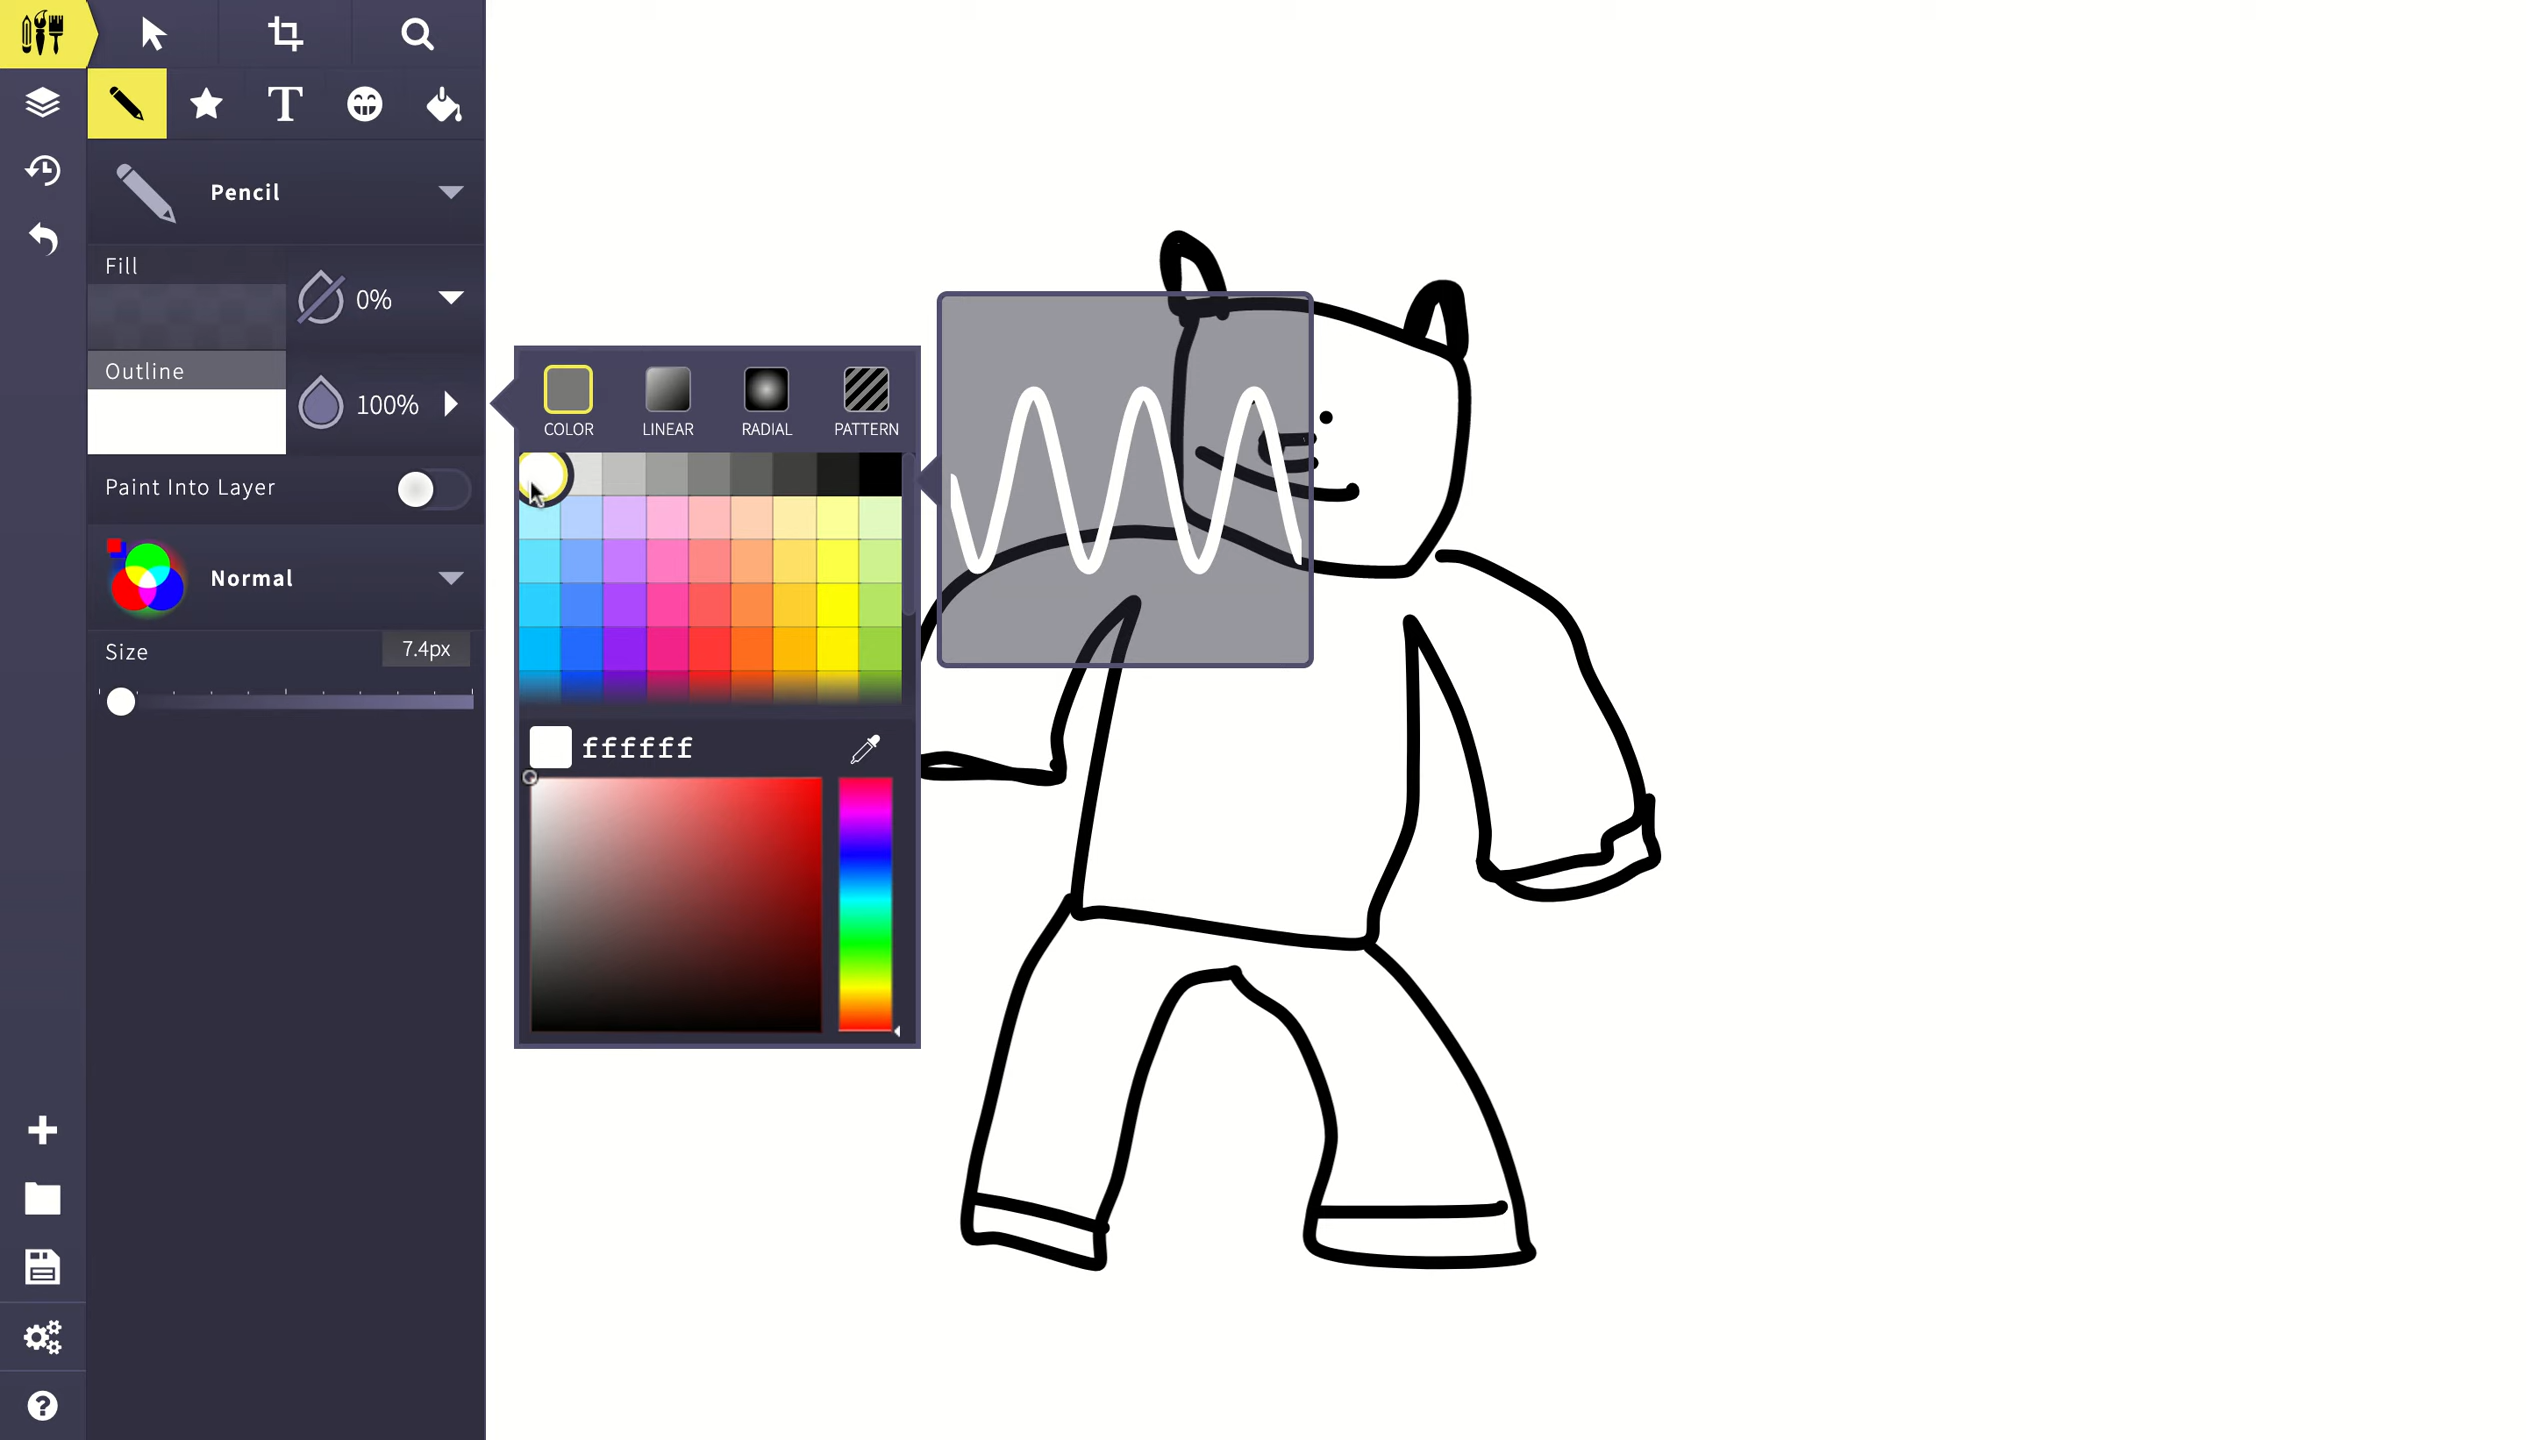 T
Pencil
Fill
0%
Outline
100%
COLOR
LINEAR
RADIAL
PATTERN
Paint Into Layer
Normal
Size
7.4px
ffffff